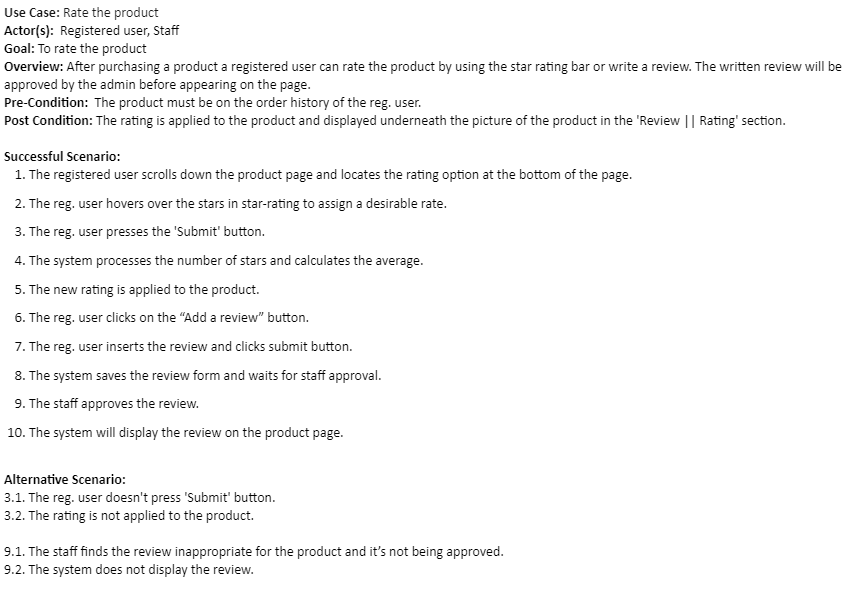 Use Case: Rate the product
Actor(s): Registered user, Staff
Goal: To rate the product
Overview: After purchasing a product a registered user can rate the product by using the star rating bar or write a review. The written review will be
approved by the admin before appearing on the page.
Pre-Condition: The product must be on the order history of the reg. user.
Post Condition: The rating is applied to the product and displayed underneath the picture of the product in the 'Review || Rating' section.
Successful Scenario:
1. The registered user scrolls down the product page and locates the rating option at the bottom of the page.
2. The reg. user hovers over the stars in star-rating to assign a desirable rate.
3. The reg. user presses the 'Submit' button.
4. The system processes the number of stars and calculates the average.
5. The new rating is applied to the product.
6. The reg. user clicks on the “Add a review” button.
7. The reg. user inserts the review and clicks submit button.
8. The system saves the review form and waits for staff approval.
9. The staff approves the review.
10. The system will display the review on the product page.
Alternative Scenario:
3.1. The reg. user doesn't press 'Submit' button.
3.2. The rating is not applied to the product.
9.1. The staff finds the review inappropriate for the product and it’s not being approved.
9.2. The system does not display the review.